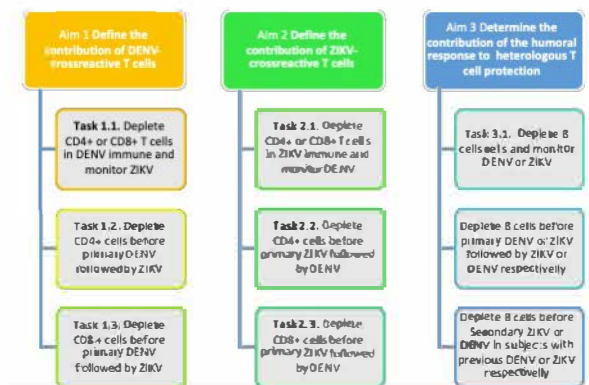 Aim 1 Define the
contribution of DENV-
crossreactive T cells
Task 1.1. Deplete
CD4+ or CD8+ T cells
in DENV immune and
monitor ZIKV
Task 1.2. Deplete
CD4+ cells before
primary DENV
followed by ZIKV
Task 1.3. Deplete
CD8+ cells before
primary DENV
followed by ZIKV
Aim 2 Define the
contribution of ZIKV-
crossreactive T cells
Task 2.1. Deplete
CD4+ or CD8+ T cells
in ZIKV immune and
monitor DENV
Task 2.2. Deplete
CD4+ cells before
primary ZIKV followed
by DENV
Task 2.3. Deplete
CD8+ cells before
primary ZIKV followed
by DENV
Aim 3 Determine the
contribution of the humoral
response to heterologous T
cell protection
Task 3.1. Deplete B
cells and monitor
DENV or ZIKV
Deplete B cells before
primary DENV or ZIKV
followed by ZIKV or
DENV respectivelly
Deplete B cells before
Secondary ZIKV or
DENV in subjects with
previous DENV or ZIKV
respectivelly